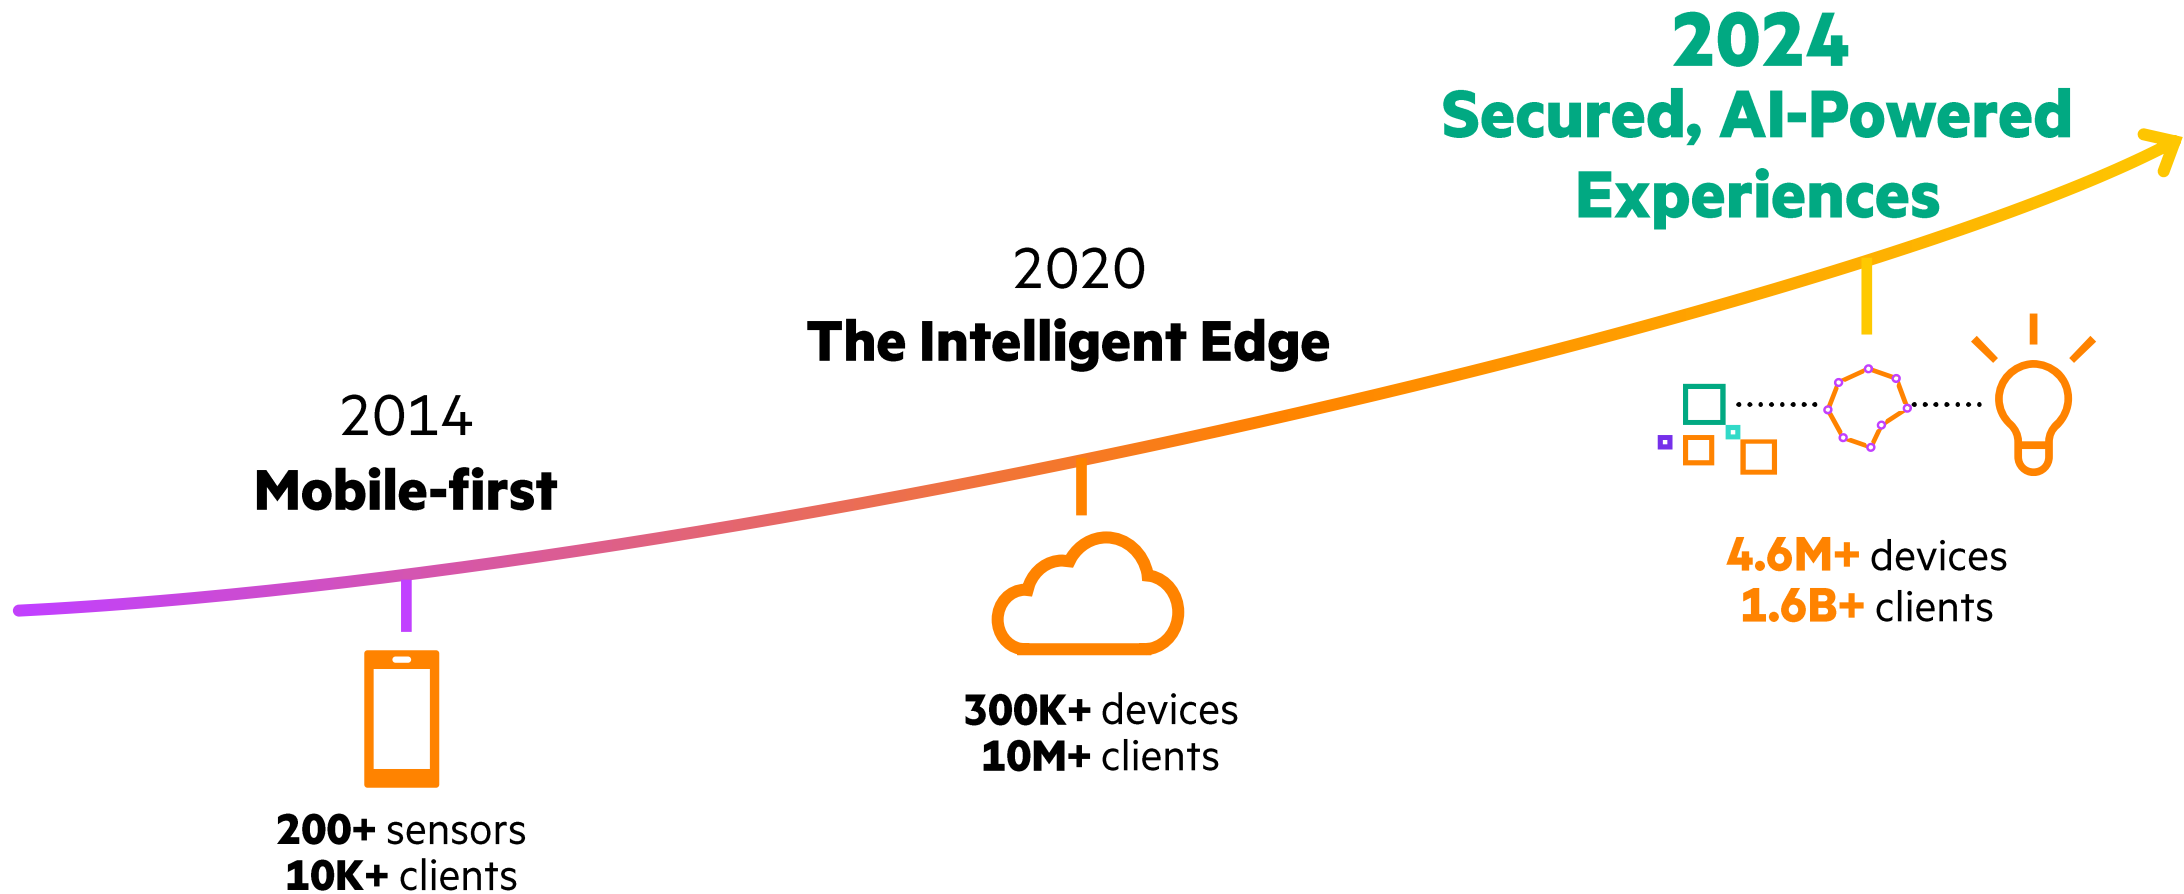 2014
Mobile-first
200+ sensors
10K+ clients
2020
The Intelligent Edge
300K+ devices
10M+ clients
2024
Secured, AI-Powered
Experiences
4.6M+ devices
1.6B+ clients